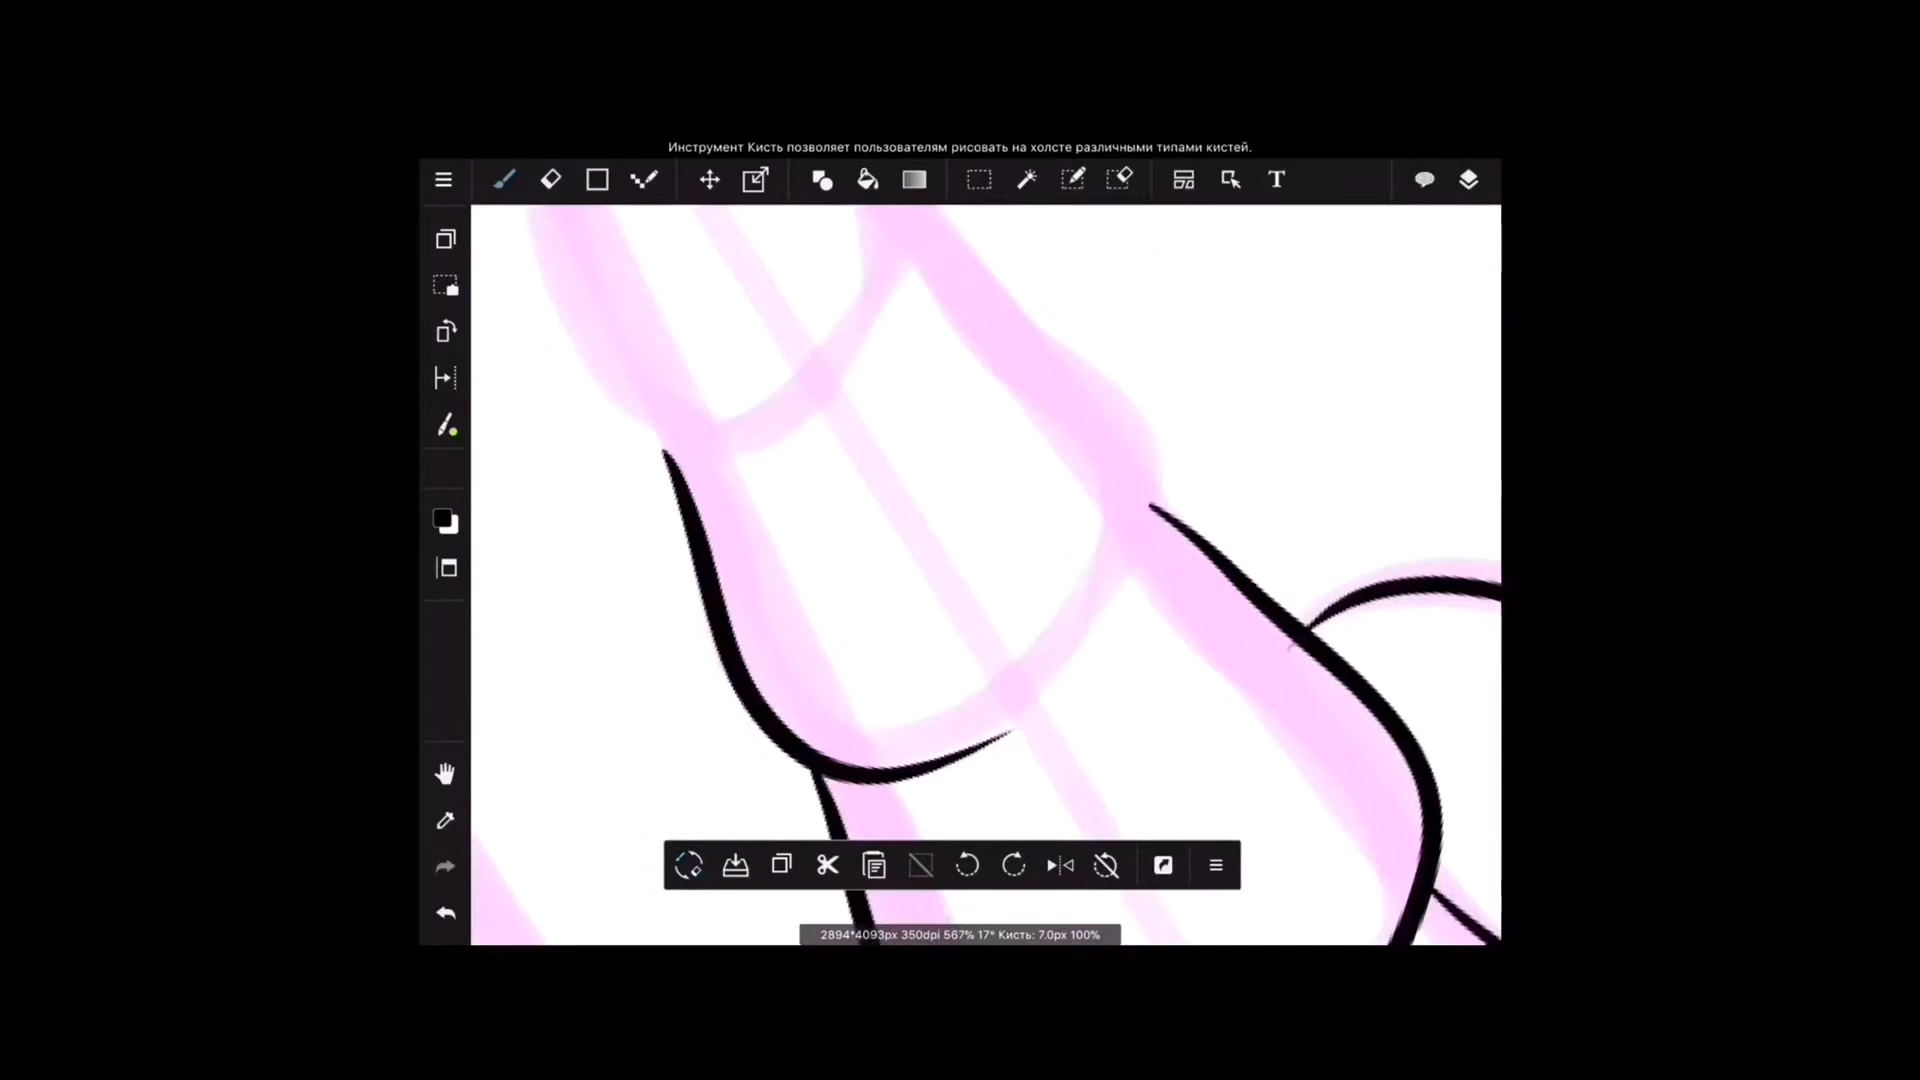 Инструмент Кисть позволяет пользователям рисовать на холсте различными типами кистей.
T
2894*4093px 350dpi 567% 17° Кисть: 7.0px 100%